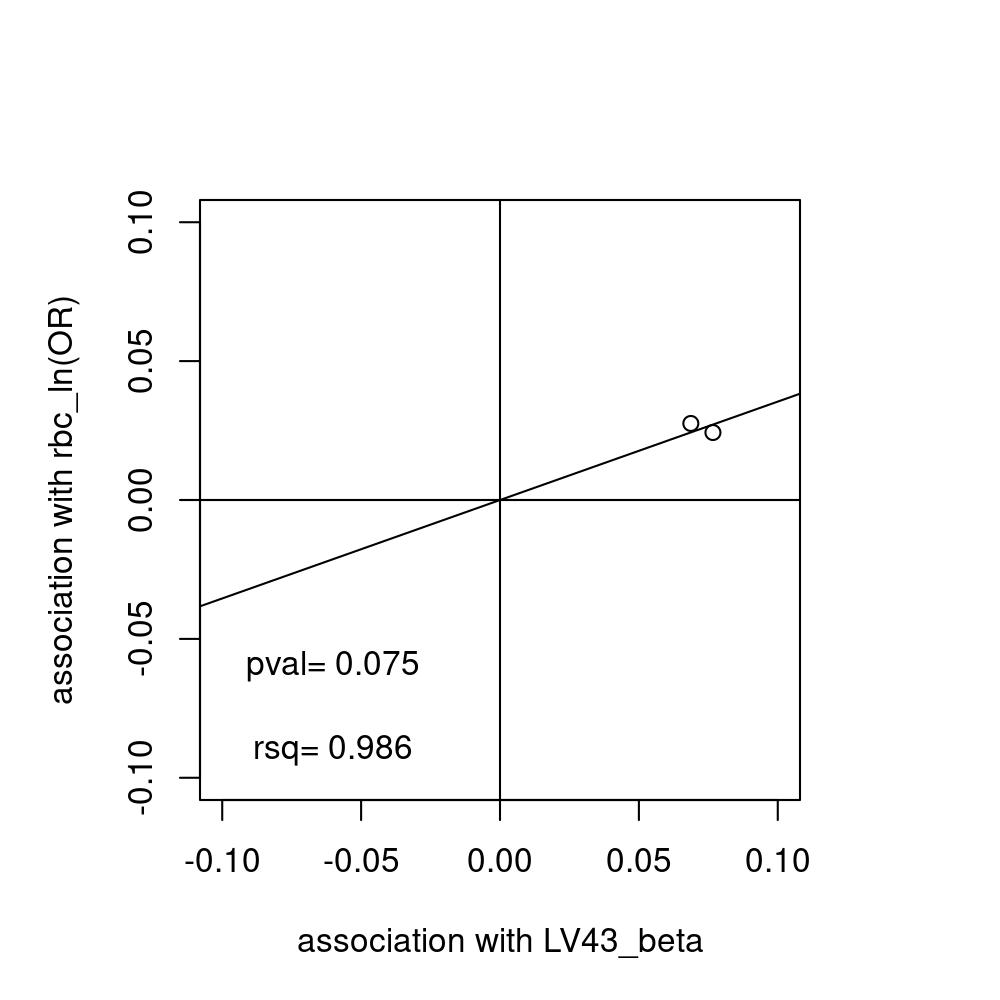 0.10
0.05
0.00
-0.05
-0.10
association with rbc_ln(OR)
pval= 0.075
rsq= 0.986
-0.10 -0.05 0.00 0.05 0.10
association with LV43_beta